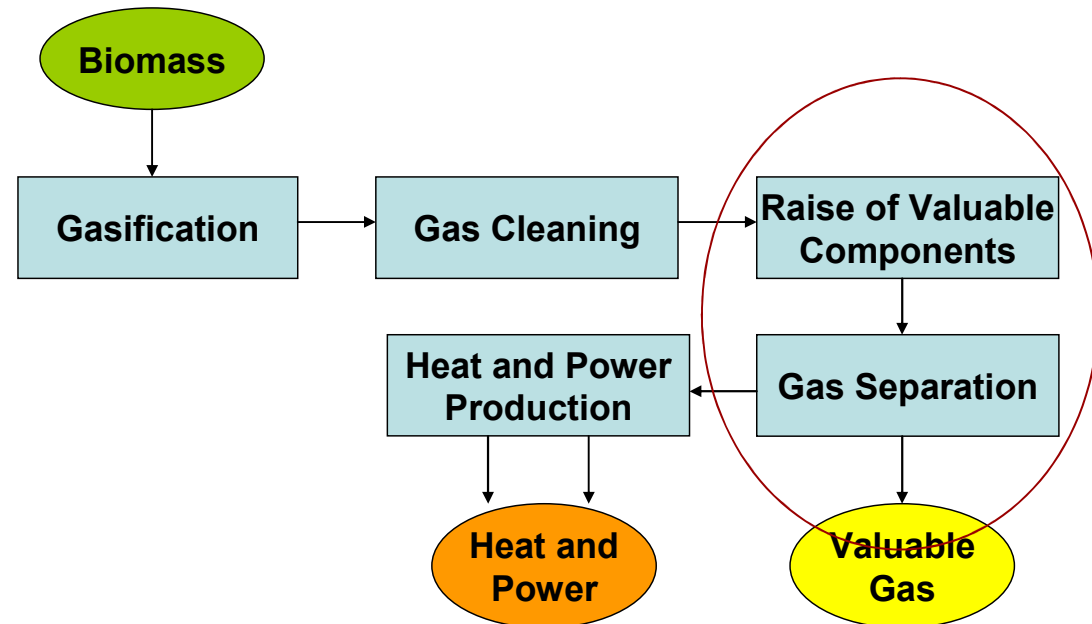 Biomass
Gasification
Gas Cleaning
Raise of Valuable
Components
Heat and Power
Production
Gas Separation
Heat and
Power
Valuable
Gas